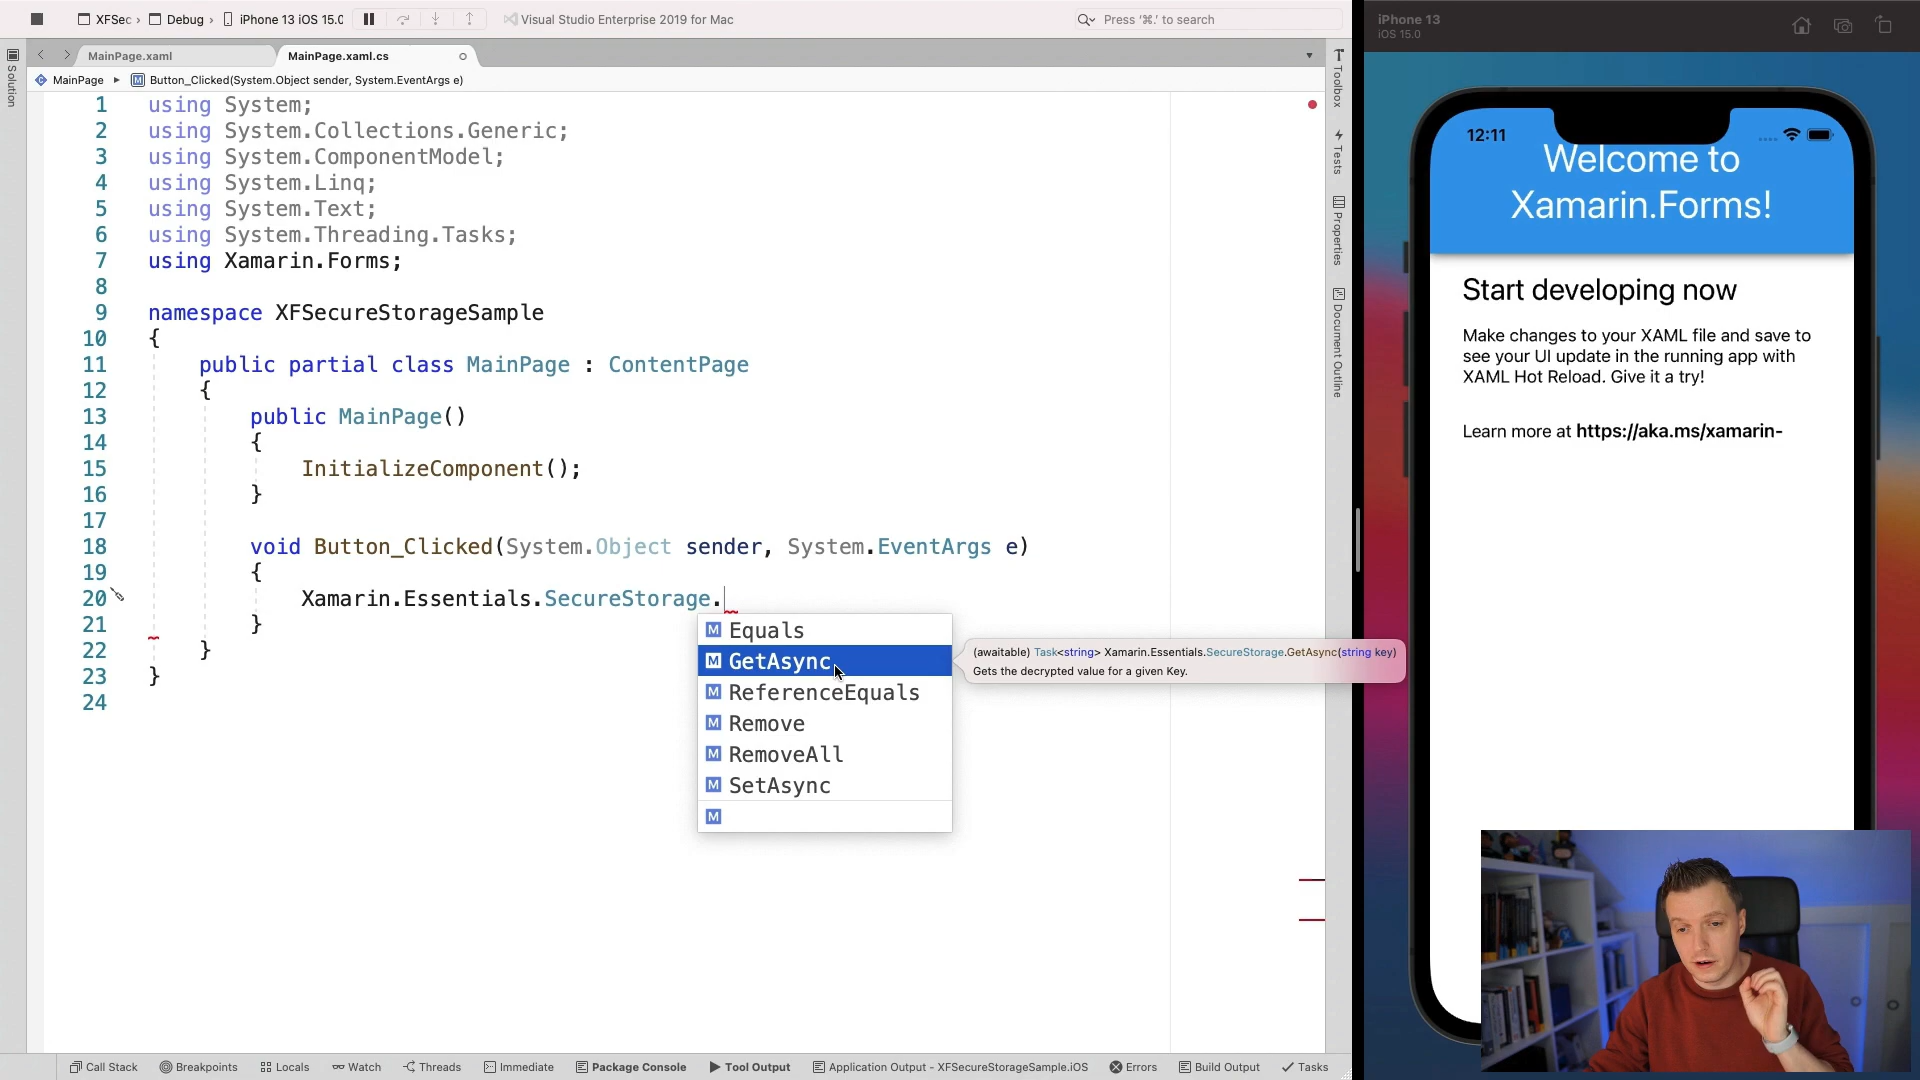 XFSec > Debug > iPhone 13 iOS 15.0
Visual Studio Enterprise 2019 for Mac
Press '⌘.' to search
MainPage.xaml
MainPage.xaml.cs
MainPage ▸ Button_Clicked(System.Object sender, System.EventArgs e)
Solution
1 using System;
2 using System.Collections.Generic;
3 using System.ComponentModel;
4 using System.Linq;
5 using System.Text;
6 using System.Threading.Tasks;
7 using Xamarin.Forms;
8
9 namespace XFSecureStorageSample
10 {
11 public partial class MainPage : ContentPage
12 {
13 public MainPage()
14 {
15 InitializeComponent();
16 }
17
18 void Button_Clicked(System.Object sender, System.EventArgs e)
19 {
20 Xamarin.Essentials.SecureStorage.
21 }
22 }
23 }
24
M Equals
M GetAsync
M ReferenceEquals
M Remove
M RemoveAll
M SetAsync
M
(awaitable) Task<string> Xamarin.Essentials.SecureStorage.GetAsync(string key)
Gets the decrypted value for a given Key.
Toolbox
Tests
Properties
Document Outline
Call Stack
Breakpoints
Locals
Watch
Threads
Immediate
Package Console
Tool Output
Application Output - XFSecureStorageSample.iOS
Errors
Build Output
Tasks
iPhone 13
iOS 15.0
12:11
Welcome to
Xamarin.Forms!
Start developing now
Make changes to your XAML file and save to
see your UI update in the running app with
XAML Hot Reload. Give it a try!
Learn more at https://aka.ms/xamarin-